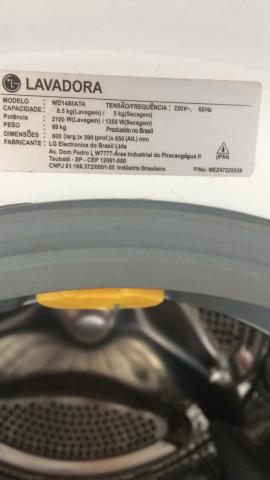 LG LAVADORA
MODELO : WD1485ATA TENSÃO/FREQUÊNCIA : 220V~, 60Hz
CAPACIDADE : 8.5 kg(Lavagem) / 5 kg(Secagem)
Potência : 2100 W(Lavagem) / 1350 W(Secagem)
PESO : 69 kg Produzido no Brasil
DIMENSÕES : 600 (larg.)x 590 (prof.)x 850 (Alt.) mm
FABRICANTE : LG Electronics do Brasil Ltda
Av. Dom Pedro I, W7777-Área Industrial do Piracangágua II
Taubaté - SP - CEP 12091-000 (IPX4)
CNPJ 01.166.372/0001-55 Indústria Brasileira P/No: MEZ47225038